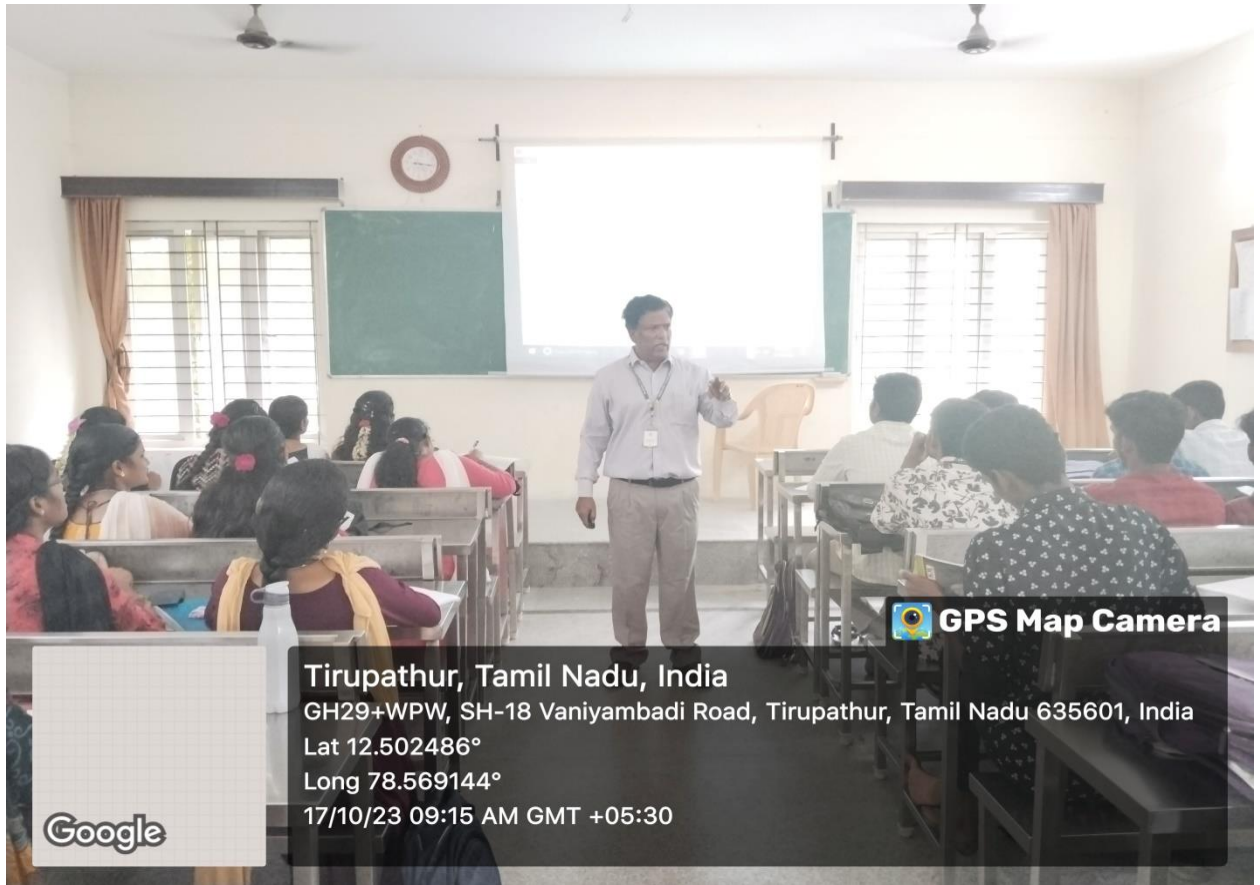 GPS Map Camera
Tirupathur, Tamil Nadu, India
GH29+WPW, SH-18 Vaniyambadi Road, Tirupathur, Tamil Nadu 635601, India
Lat 12.502486°
Long 78.569144°
17/10/23 09:15 AM GMT +05:30
Google